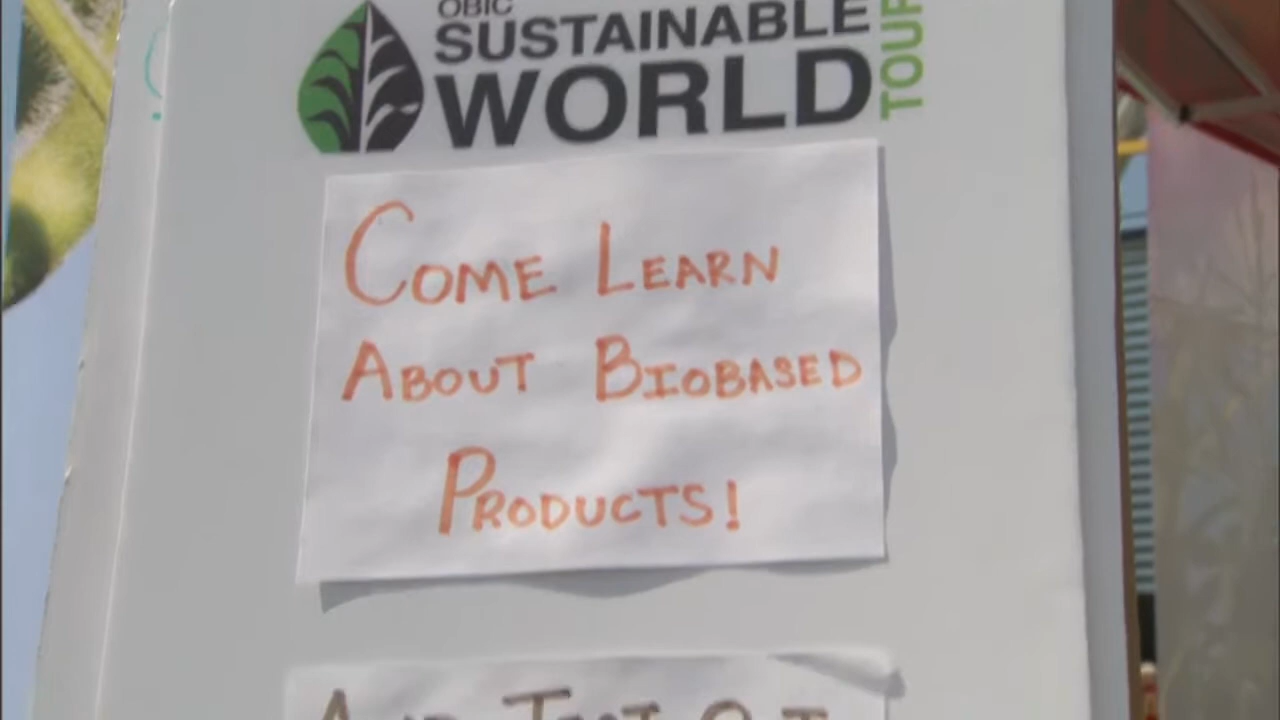 OBIC
SUSTAINABLE
WORLD
TOUR
COME LEARN
ABOUT BIOBASED
PRODUCTS!